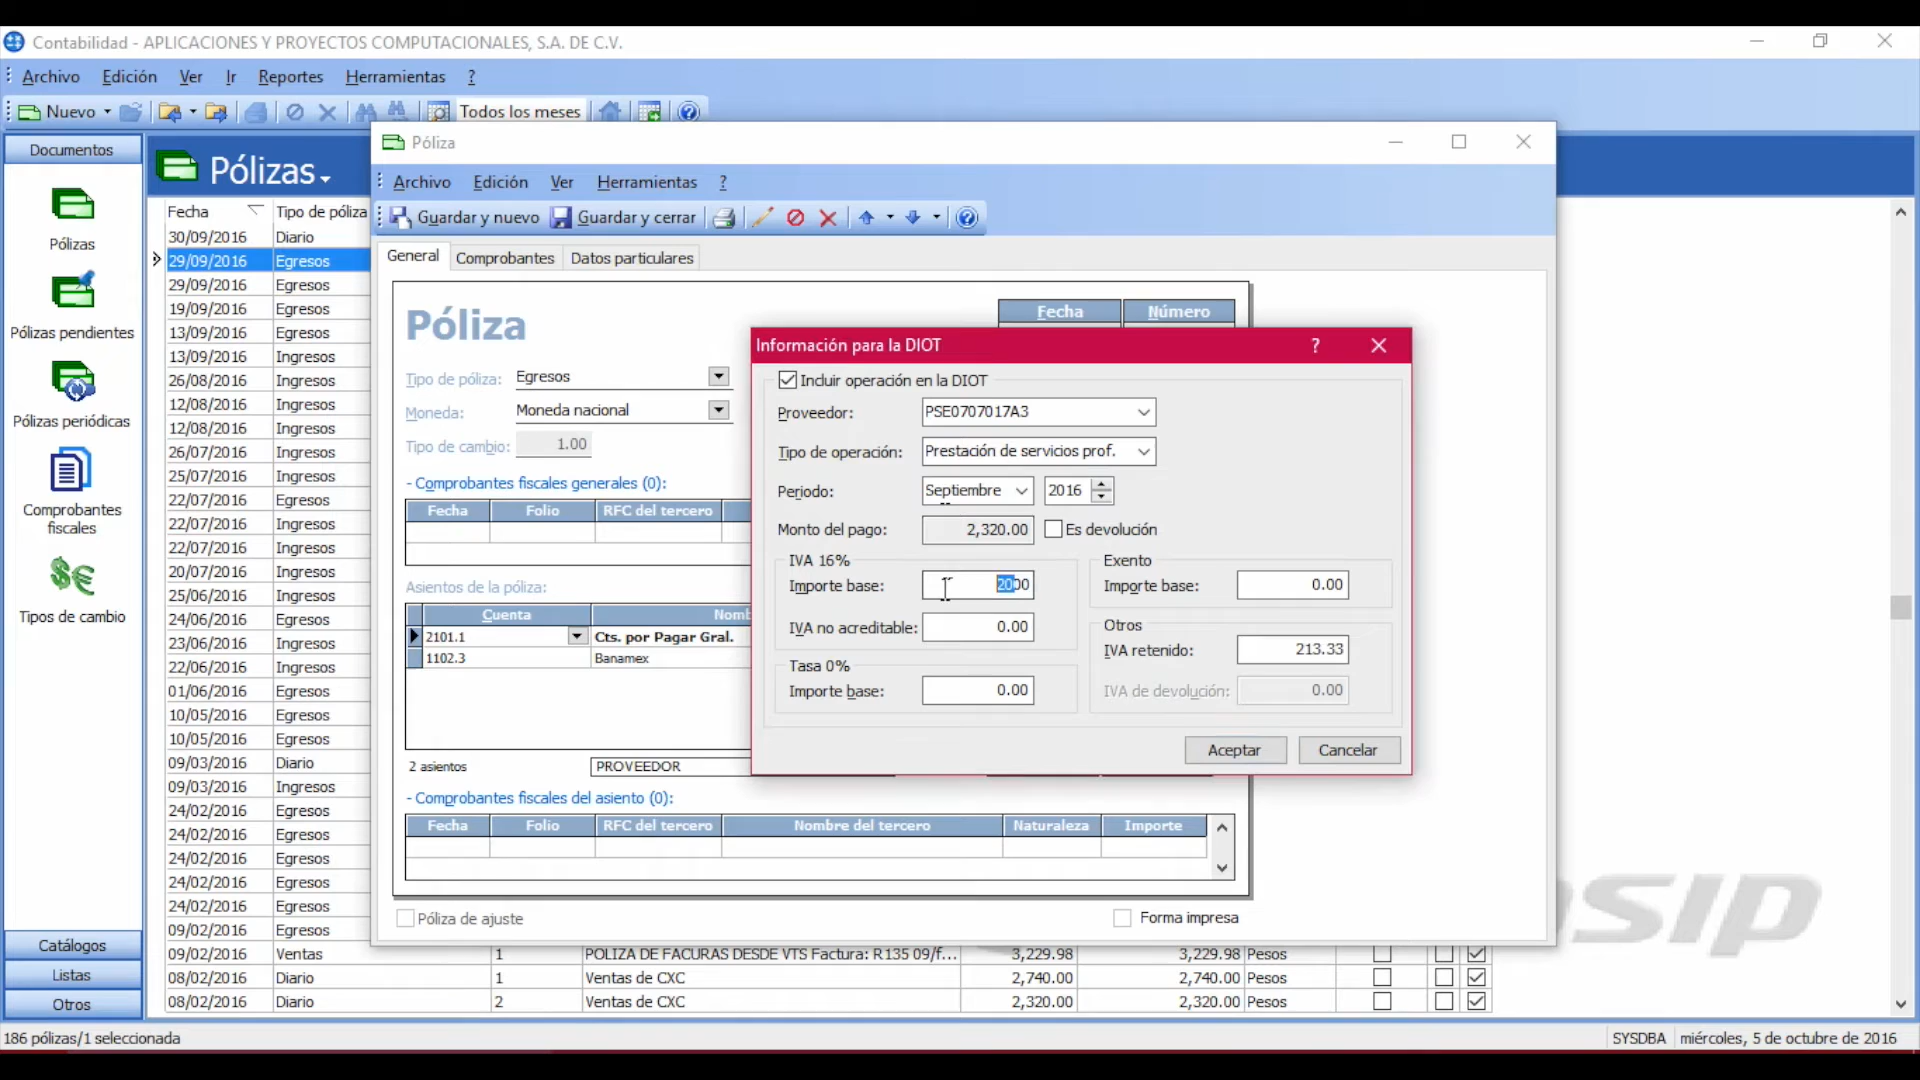 Contabilidad - APLICACIONES Y PROYECTOS COMPUTACIONALES, S.A. DE C.V.
Archivo Edición Ver Ir Reportes Herramientas ?
Nuevo Todos los meses
Documentos
Pólizas
Pólizas pendientes
Pólizas periódicas
Comprobantes
fiscales
Tipos de cambio
Catálogos
Listas
Otros
Pólizas
Fecha Tipo de póliza
30/09/2016 Diario
29/09/2016 Egresos
29/09/2016 Egresos
19/09/2016 Egresos
13/09/2016 Egresos
13/09/2016 Ingresos
26/08/2016 Ingresos
12/08/2016 Egresos
12/08/2016 Egresos
26/07/2016 Ingresos
25/07/2016 Ingresos
22/07/2016 Egresos
22/07/2016 Ingresos
22/07/2016 Ingresos
20/07/2016 Ingresos
25/06/2016 Ingresos
24/06/2016 Egresos
23/06/2016 Ingresos
22/06/2016 Ingresos
01/06/2016 Egresos
10/05/2016 Egresos
10/05/2016 Egresos
09/03/2016 Diario
09/03/2016 Ingresos
24/02/2016 Egresos
24/02/2016 Egresos
24/02/2016 Egresos
24/02/2016 Egresos
24/02/2016 Egresos
09/02/2016 Egresos
09/02/2016 Ventas 1 POLIZA DE FACURAS DESDE VTS Factura: R135 09/f... 3,229.98 3,229.98 Pesos
08/02/2016 Diario 1 Ventas de CXC 2,740.00 2,740.00 Pesos
08/02/2016 Diario 2 Ventas de CXC 2,320.00 2,320.00 Pesos
Póliza
Archivo Edición Ver Herramientas ?
Guardar y nuevo Guardar y cerrar
General Comprobantes Datos particulares
Póliza
Fecha Número
Tipo de póliza: Egresos
Moneda: Moneda nacional
Tipo de cambio: 1.00
- Comprobantes fiscales generales (0):
Fecha Folio RFC del tercero
Asientos de la póliza:
Cuenta Nomb
2101.1 Cts. por Pagar Gral.
1102.3 Banamex
2 asientos PROVEEDOR
- Comprobantes fiscales del asiento (0):
Fecha Folio RFC del tercero Nombre del tercero Naturaleza Importe
Póliza de ajuste Forma impresa
Información para la DIOT ?
Incluir operación en la DIOT
Proveedor: PSE0707017A3
Tipo de operación: Prestación de servicios prof.
Periodo: Septiembre 2016
Monto del pago: 2,320.00 Es devolución
IVA 16%
Importe base: 2000
IVA no acreditable: 0.00
Tasa 0%
Importe base: 0.00
Exento
Importe base: 0.00
Otros
IVA retenido: 213.33
IVA de devolución: 0.00
Aceptar Cancelar
186 pólizas/1 seleccionada SYSDBA miércoles, 5 de octubre de 2016